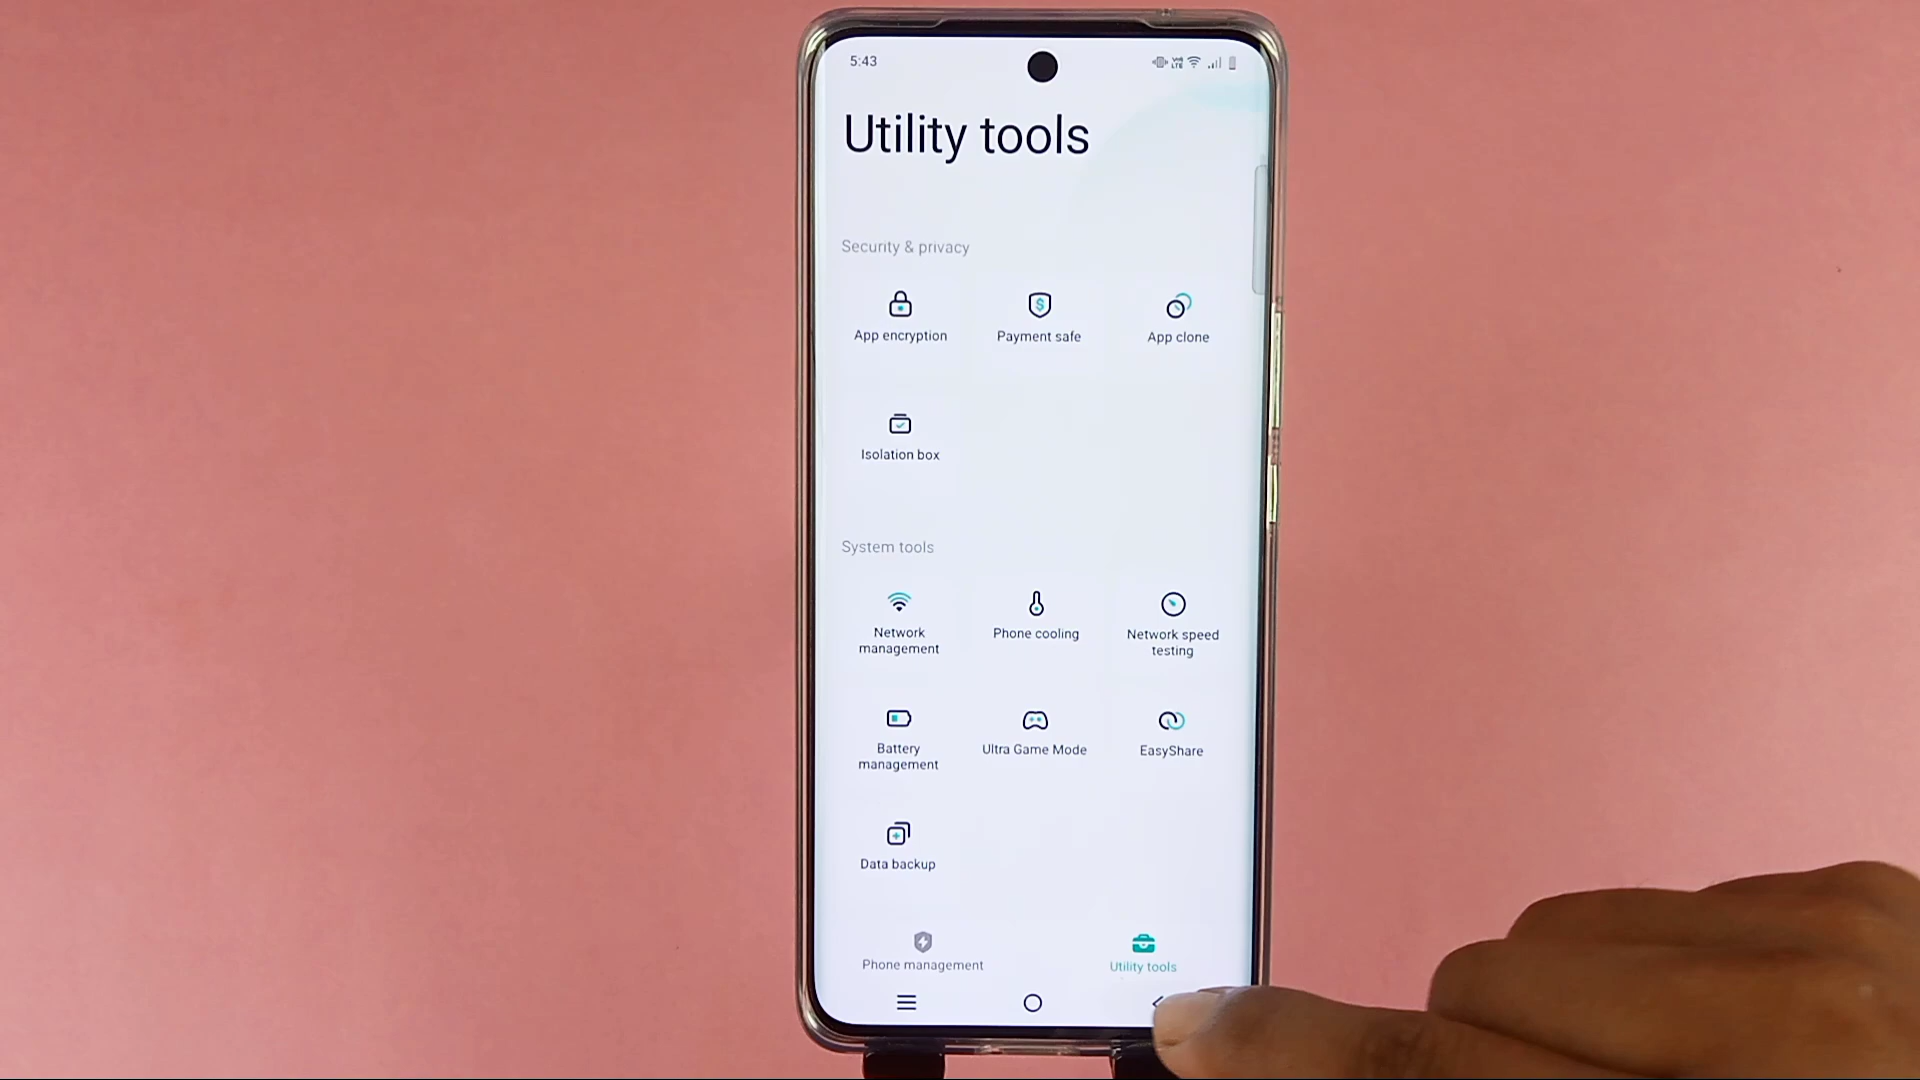 5:43
Utility tools
Security & privacy
App encryption
Payment safe
App clone
Isolation box
System tools
Network
management
Phone cooling
Network speed
testing
Battery
management
Ultra Game Mode
EasyShare
Data backup
Phone management
Utility tools